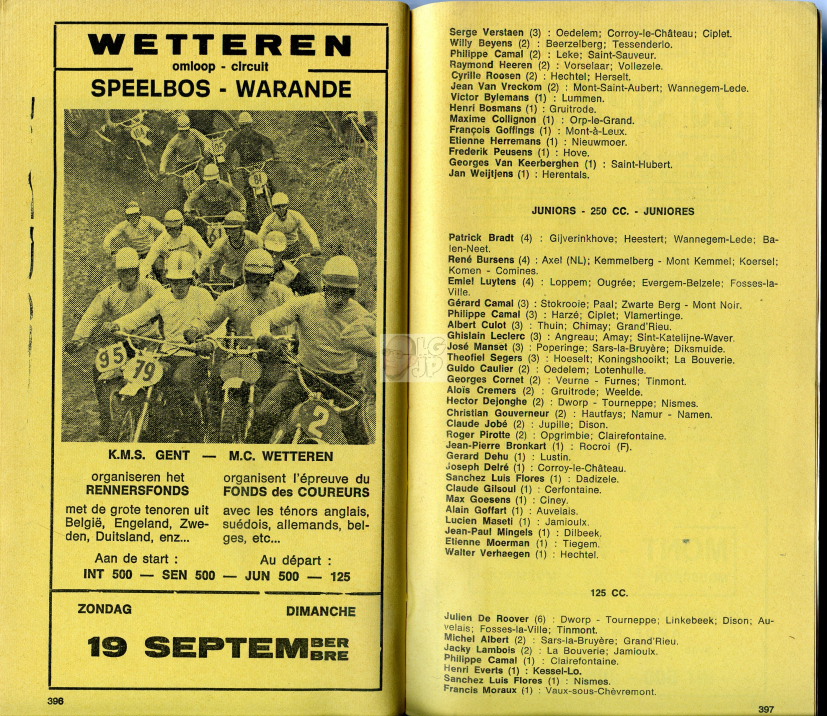 WETTEREN
omloop - circuit
SPEELBOS - WARANDE
95
79
2
K.M.S. GENT — M.C. WETTEREN
organiseren het
RENNERSFONDS
met de grote tenoren uit
België, Engeland, Zwe-
den, Duitsland, enz...
organisent l'épreuve du
FONDS des COUREURS
avec les ténors anglais,
suédois, allemands, bel-
ges, etc...
Aan de start : Au départ :
INT 500 — SEN 500 — JUN 500 — 125
ZONDAG DIMANCHE
19 SEPTEMBER
BRE
396
Serge Verstaen (3) : Oedelem; Corroy-le-Château; Ciplet.
Willy Beyens (2) : Beerzelberg; Tessenderlo.
Philippe Camal (2) : Leke; Saint-Sauveur.
Raymond Heeren (2) : Vorselaar; Vollezele.
Cyrille Roosen (2) : Hechtel; Herselt.
Jean Van Vreckom (2) : Mont-Saint-Aubert; Wannegem-Lede.
Victor Bylemans (1) : Lummen.
Henri Bosmans (1) : Gruitrode.
Maxime Collignon (1) : Orp-le-Grand.
François Goffings (1) : Mont-à-Leux.
Etienne Herremans (1) : Nieuwmoer.
Frederik Peusens (1) : Hove.
Georges Van Keerberghen (1) : Saint-Hubert.
Jan Weijtjens (1) : Herentals.
JUNIORS - 250 CC. - JUNIORES
Patrick Bradt (4) : Gijverinkhove; Heestert; Wannegem-Lede; Ba-
len-Neet.
René Bursens (4) : Axel (NL); Kemmelberg - Mont Kemmel; Koersel;
Komen - Comines.
Emiel Luytens (4) : Loppem; Ougrée; Evergem-Belzele; Fosses-la-
Ville.
Gérard Camal (3) : Stokrooie; Paal; Zwarte Berg - Mont Noir.
Philippe Camal (3) : Harzé; Ciplet; Vlamertinge.
Albert Culot (3) : Thuin; Chimay; Grand'Rieu.
Ghislain Leclerc (3) : Angreau; Amay; Sint-Katelijne-Waver.
José Manset (3) : Poperinge; Sars-la-Bruyère; Diksmuide.
Theofiel Segers (3) : Hoeselt; Koningshooikt; La Bouverie.
Guido Caulier (2) : Oedelem; Lotenhulle.
Georges Cornet (2) : Veurne - Furnes; Tinmont.
Aloïs Cremers (2) : Gruitrode; Weelde.
Hector Dejonghe (2) : Dworp - Tourneppe; Nismes.
Christian Gouverneur (2) : Hautfays; Namur - Namen.
Claude Jobé (2) : Jupille; Dison.
Roger Pirotte (2) : Opgrimbie; Clairefontaine.
Jean-Pierre Bronkart (1) : Rocroi (F).
Gerard Dehu (1) : Lustin.
Joseph Delré (1) : Corroy-le-Château.
Sanchez Luis Flores (1) : Dadizele.
Claude Gilsoul (1) : Cerfontaine.
Max Goesens (1) : Ciney.
Alain Goffart (1) : Auvelais.
Lucien Maseti (1) : Jamioulx.
Jean-Paul Mingels (1) : Dilbeek.
Etienne Moerman (1) : Tiegem.
Walter Verhaegen (1) : Hechtel.
125 CC.
Julien De Roover (6) : Dworp - Tourneppe; Linkebeek; Dison; Au-
velais; Fosses-la-Ville; Tinmont.
Michel Albert (2) : Sars-la-Bruyère; Grand'Rieu.
Jacky Lambois (2) : La Bouverie; Jamioulx.
Philippe Camal (1) : Clairefontaine.
Henri Everts (1) : Kessel-Lo.
Sanchez Luis Flores (1) : Nismes.
Francis Moraux (1) : Vaux-sous-Chèvremont.
397